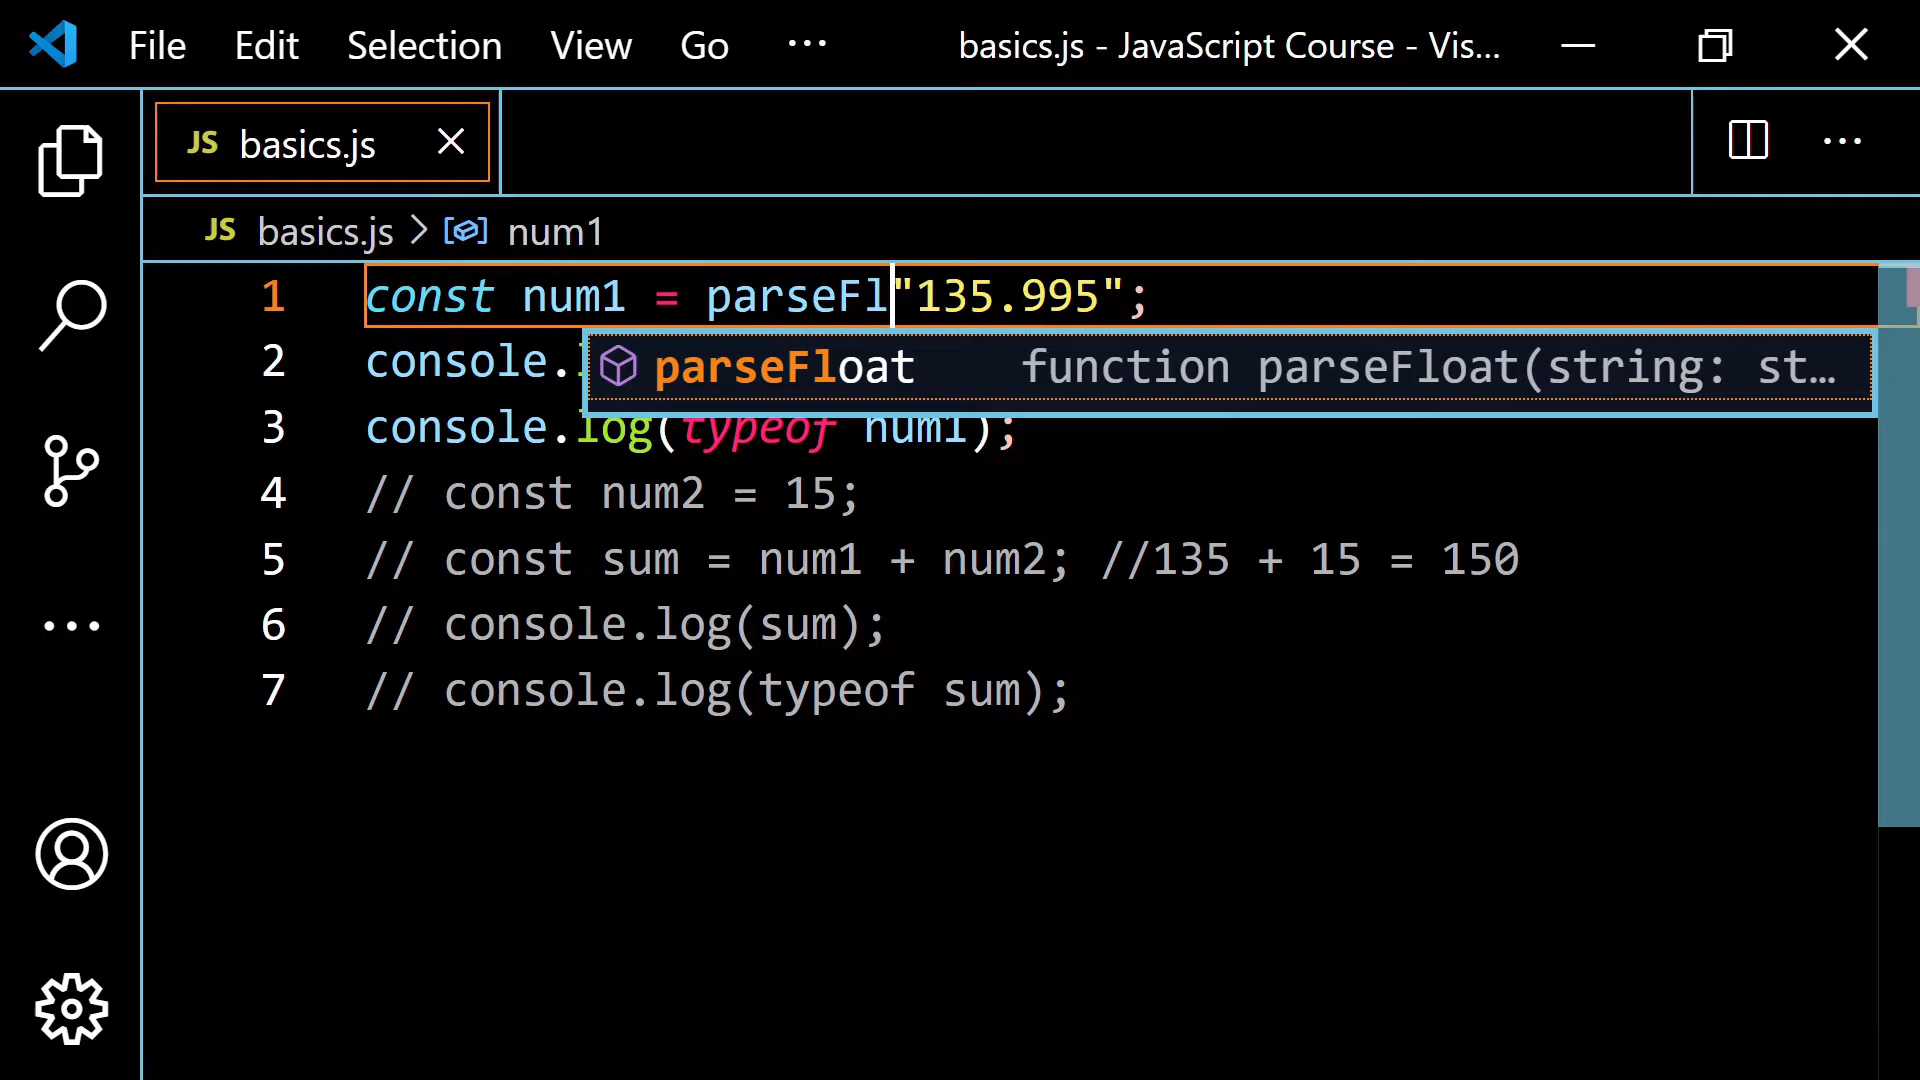 File Edit Selection View Go ... basics.js - JavaScript Course - Vis...
JS basics.js
JS basics.js > num1
1 const num1 = parseFl"135.995";
parseFloat function parseFloat(string: st...
2 console.
3 console.log(typeof num1);
4 // const num2 = 15;
5 // const sum = num1 + num2; //135 + 15 = 150
6 // console.log(sum);
7 // console.log(typeof sum);